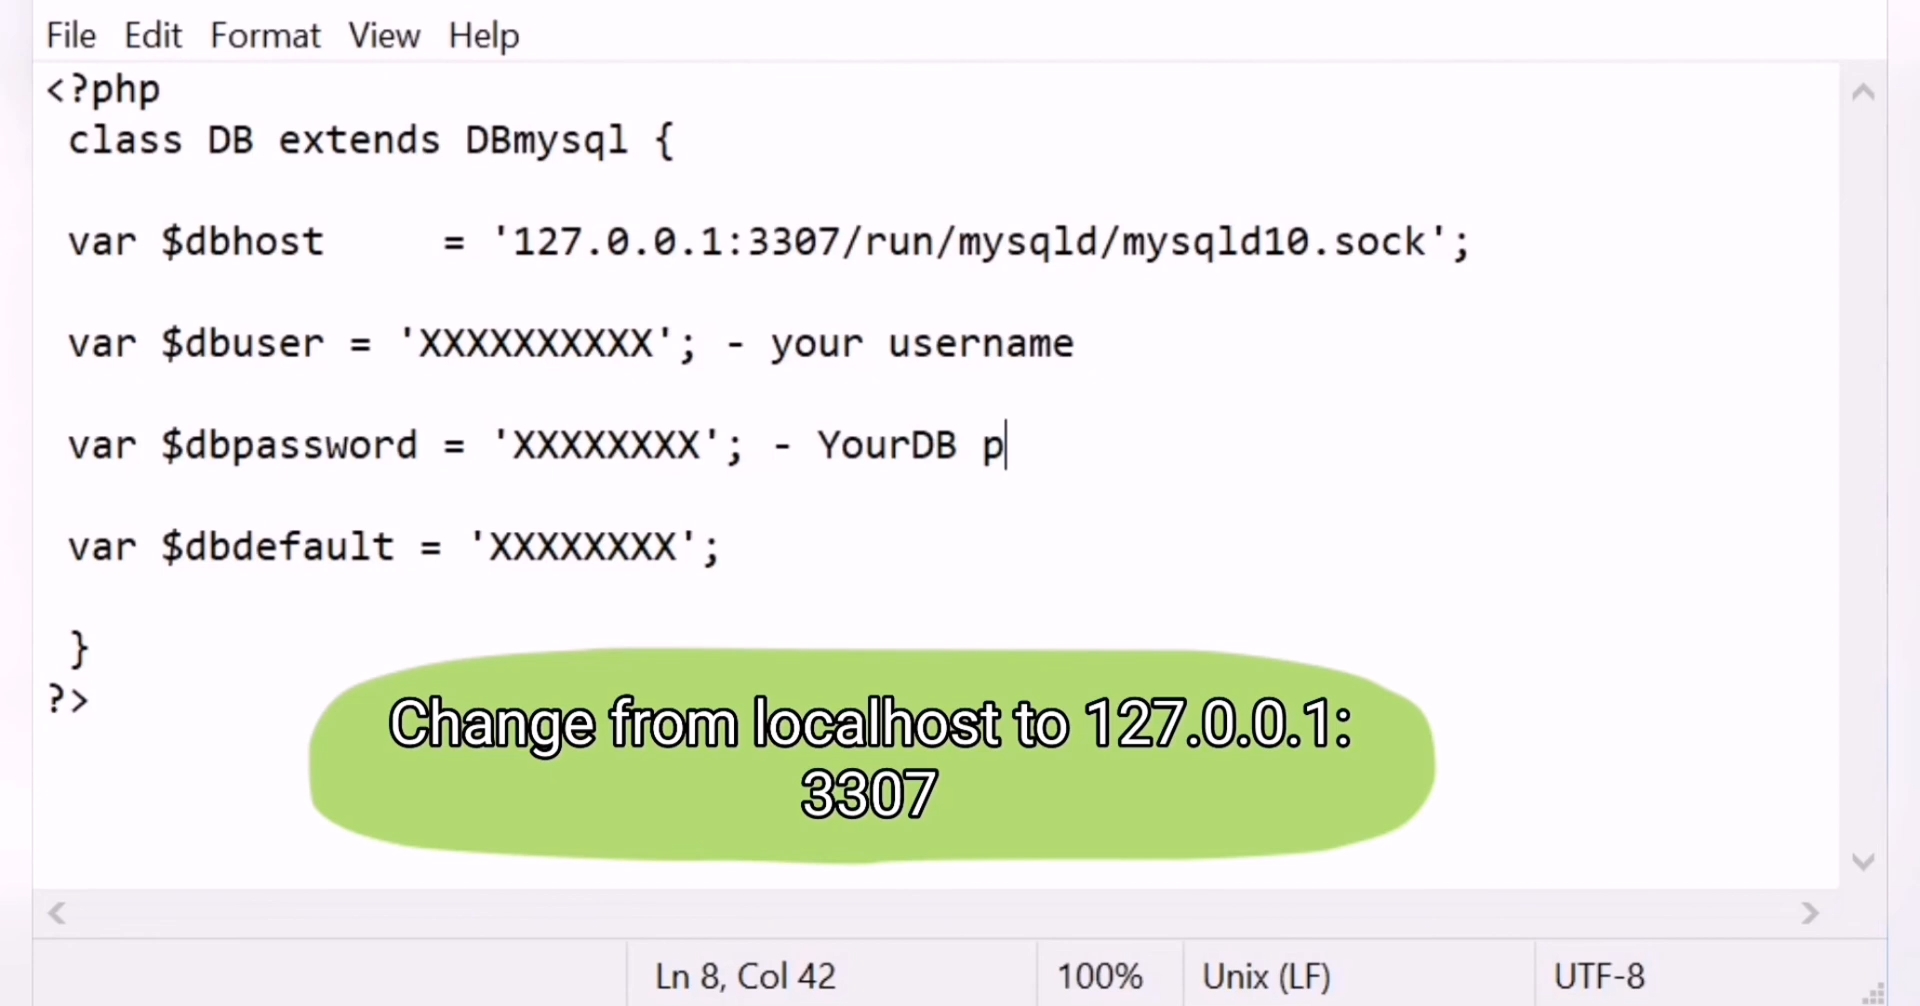 File Edit Format View Help
<?php
class DB extends DBmysql {
var $dbhost     = '127.0.0.1:3307/run/mysqld/mysqld10.sock';
var $dbuser = 'XXXXXXXXXX'; - your username
var $dbpassword = 'XXXXXXXX'; - YourDB p
var $dbdefault = 'XXXXXXXX';
}
?>
Change from localhost to 127.0.0.1:
3307
Ln 8, Col 42 100% Unix (LF) UTF-8